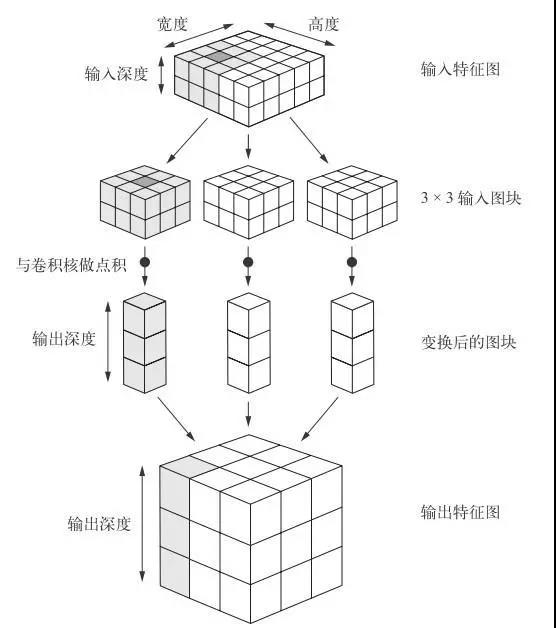 宽度
高度
输入深度
输入特征图
3 × 3 输入图块
与卷积核做点积
输出深度
变换后的图块
输出深度
输出特征图